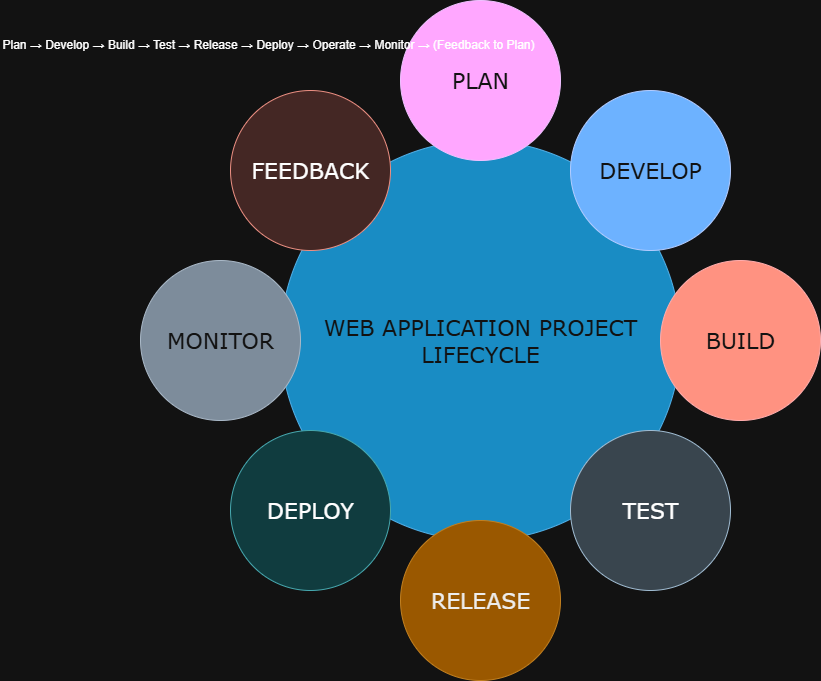 Plan → Develop → Build → Test → Release → Deploy → Operate → Monitor → (Feedback to Plan)
PLAN
FEEDBACK
DEVELOP
MONITOR
WEB APPLICATION PROJECT
LIFECYCLE
BUILD
DEPLOY
TEST
RELEASE